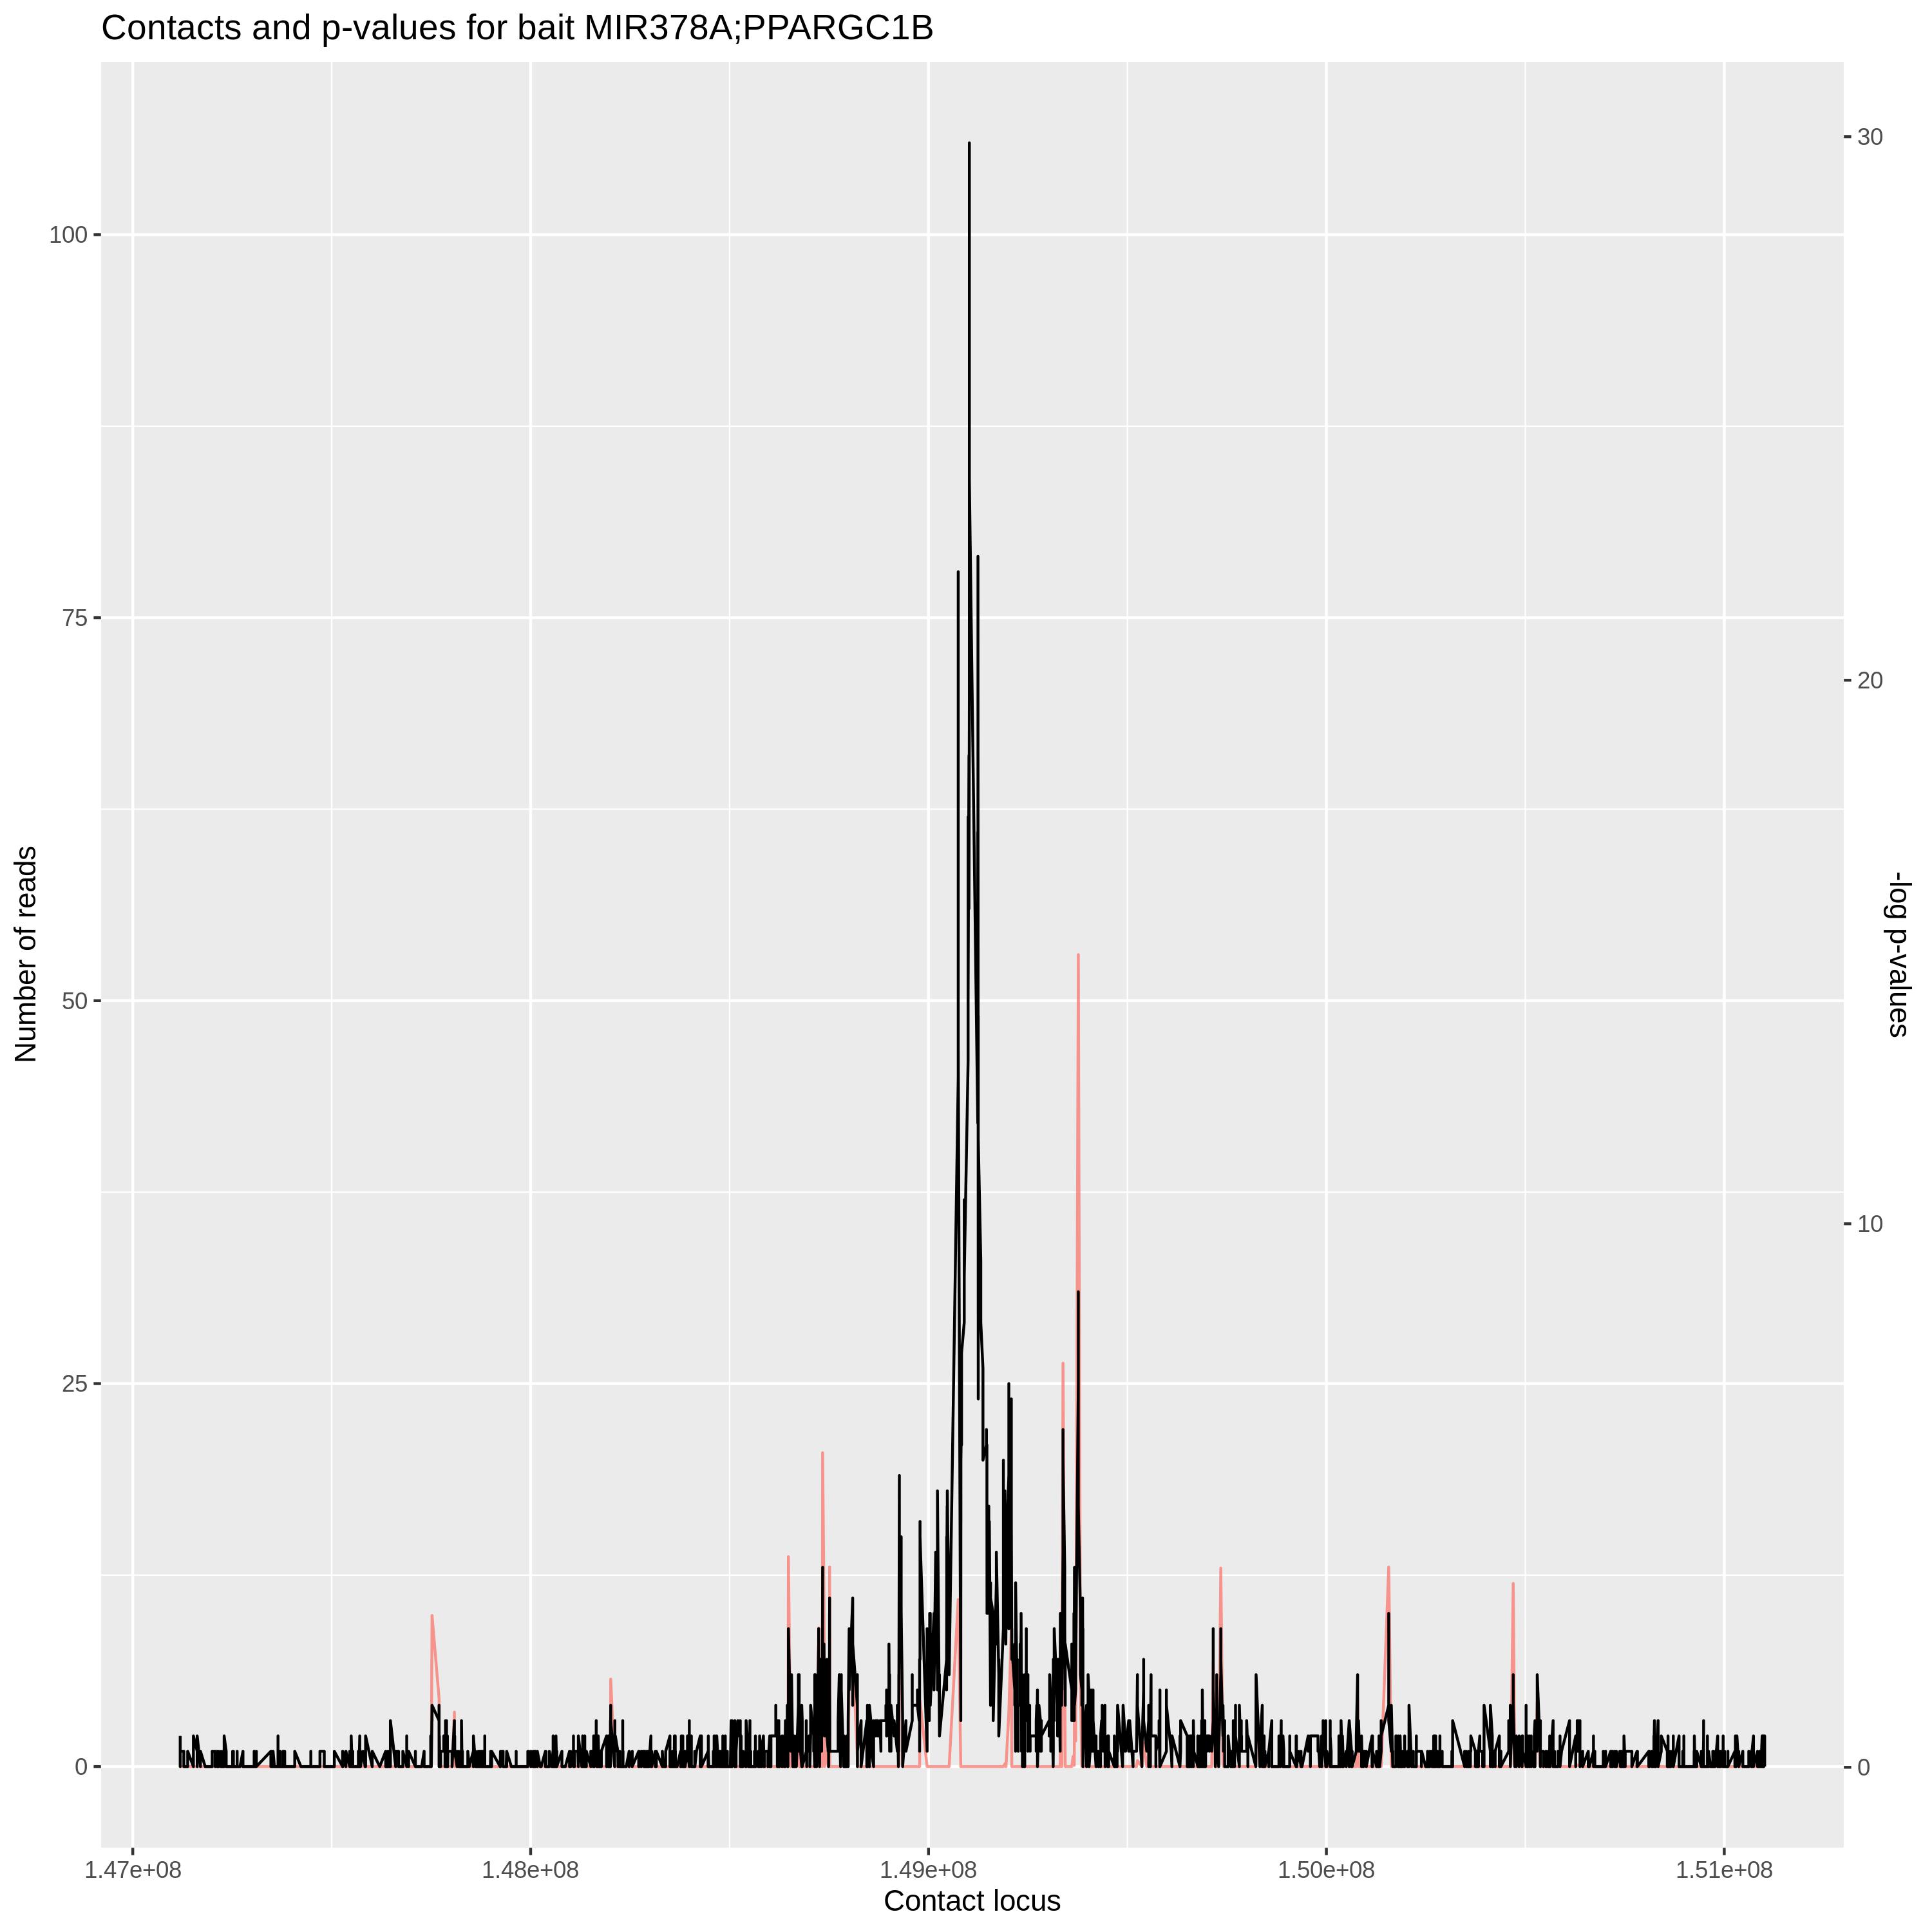 Contacts and p-values for bait MIR378A;PPARGC1B
Number of reads
100
75
50
25
0
30
20
10
0
-log p-values
1.47e+08
1.48e+08
1.49e+08
1.50e+08
1.51e+08
Contact locus